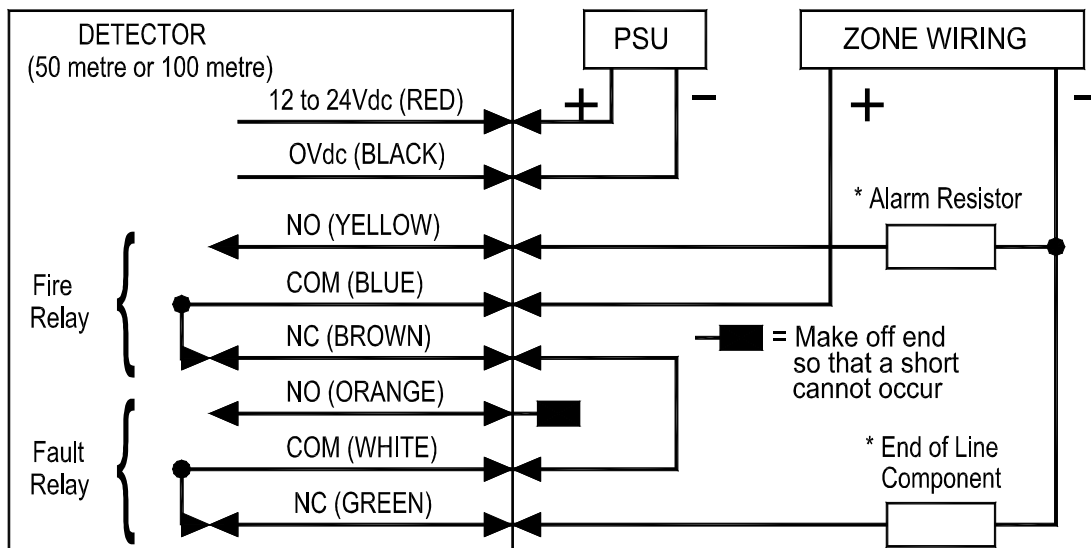 DETECTOR
(50 metre or 100 metre)
PSU
ZONE WIRING
12 to 24Vdc (RED)
+
−
+
−
OVdc (BLACK)
* Alarm Resistor
NO (YELLOW)
Fire
Relay
COM (BLUE)
NC (BROWN)
= Make off end
so that a short
cannot occur
NO (ORANGE)
Fault
Relay
COM (WHITE)
* End of Line
Component
NC (GREEN)